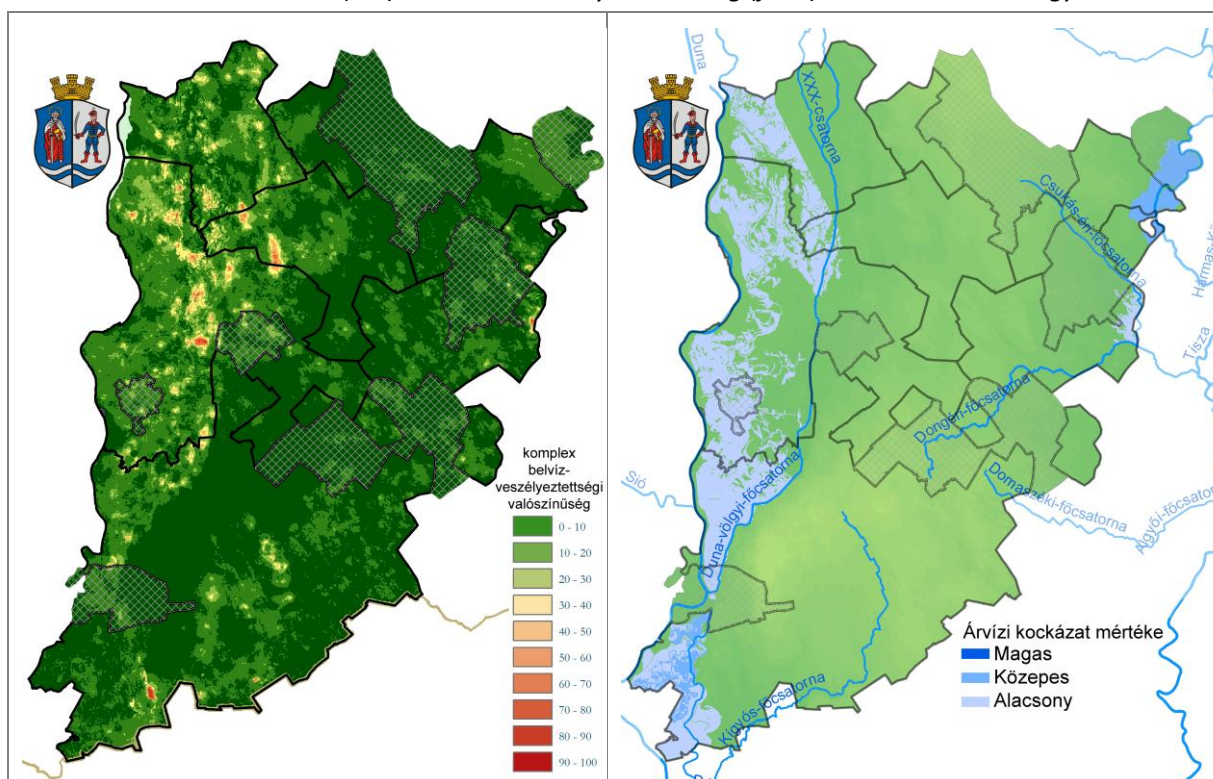 komplex
belvíz-
veszélyeztettségi
valószínűség
0 - 10
10 - 20
20 - 30
30 - 40
40 - 50
50 - 60
60 - 70
70 - 80
80 - 90
90 - 100
Duna
XXX-csatorna
Csukás-éri-főcsatorna
Tisza
Dongéri-főcsatorna
Sió
Duna-völgyi-főcsatorna
Domaszéki-főcsatorna
Algyői-főcsator
Kígyós-főcsatorna
Árvízi kockázat mértéke
Magas
Közepes
Alacsony